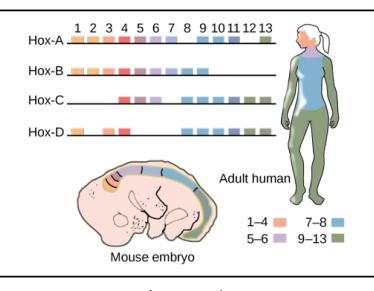 1 2 3 4 5 6 7 8 9 10 11 12 13
Hox-A
Hox-B
Hox-C
Hox-D
Adult human
Mouse embryo
1–4 7–8
5–6 9–13